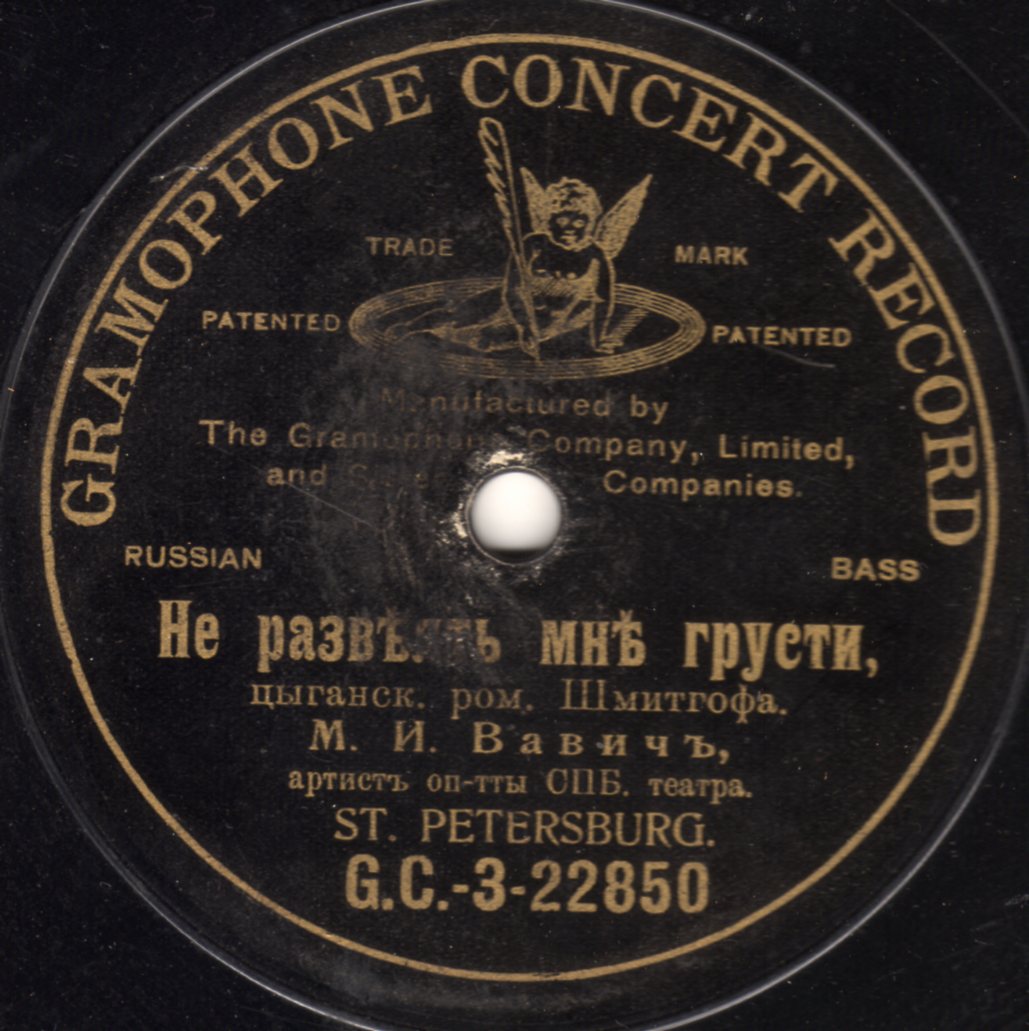 GRAMOPHONE CONCERT RECORD
TRADE MARK
PATENTED PATENTED
Manufactured by
The Gramophone Company, Limited,
and Companies.
RUSSIAN BASS
Не мнѣ грусти,
цыганск. ром. Шмитгофа.
М. И. Вавичъ,
артистъ оп-тты СПБ. театра.
ST. PETERSBURG.
G.C.-3-22850